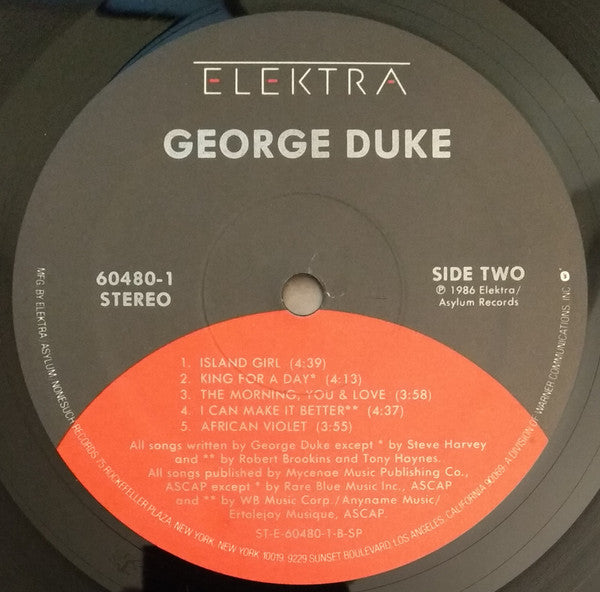 ELEKTRA
GEORGE DUKE
60480-1
STEREO
SIDE TWO
℗ 1986 Elektra/
Asylum Records
1. ISLAND GIRL (4:39)
2. KING FOR A DAY* (4:13)
3. THE MORNING, YOU & LOVE (3:58)
4. I CAN MAKE IT BETTER** (4:37)
5. AFRICAN VIOLET (3:55)
All songs written by George Duke except * by Steve Harvey
and ** by Robert Brookins and Tony Haynes.
All songs published by Mycenae Music Publishing Co.,
ASCAP except * by Rare Blue Music Inc., ASCAP
and ** by WB Music Corp./Anyname Music/
Ertolejay Musique, ASCAP.
ST-E-60480-1-B-SP
MFG. BY ELEKTRA/ASYLUM/NONESUCH RECORDS, 75 ROCKEFELLER PLAZA, NEW YORK, NEW YORK 10019. 9229 SUNSET BOULEVARD, LOS ANGELES, CALIFORNIA 90069. A DIVISION OF WARNER COMMUNICATIONS, INC.